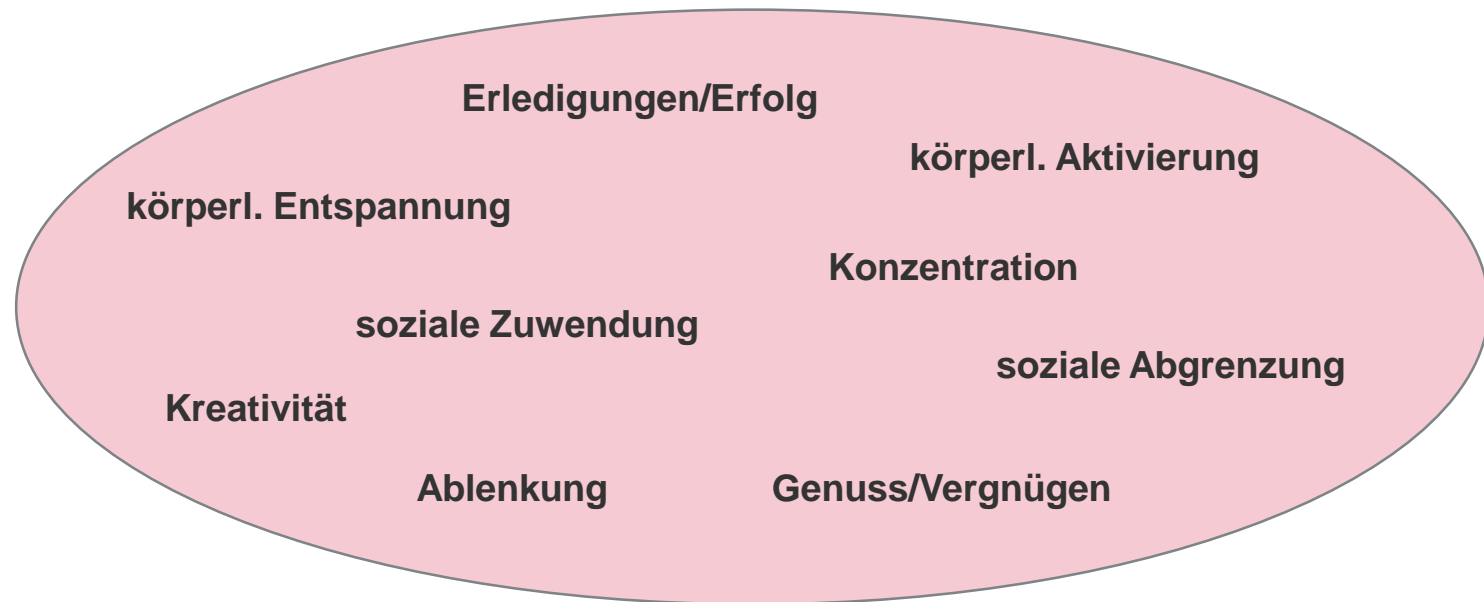 Erledigungen/Erfolg
körperl. Aktivierung
körperl. Entspannung
Konzentration
soziale Zuwendung
soziale Abgrenzung
Kreativität
Ablenkung
Genuss/Vergnügen